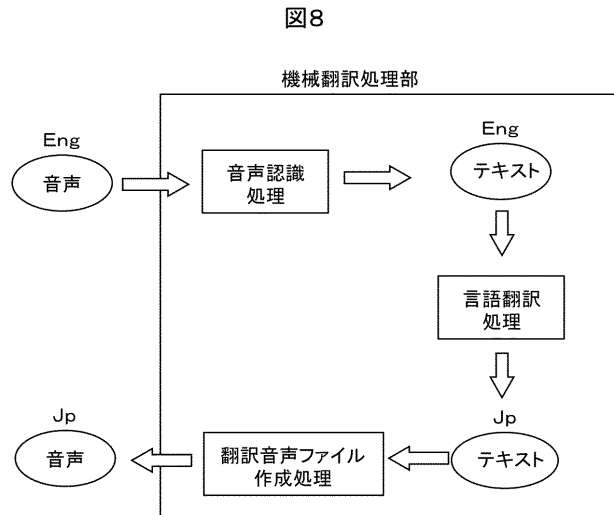 図8
機械翻訳処理部
Eng
音声
音声認識
処理
Eng
テキスト
言語翻訳
処理
Jp
テキスト
翻訳音声ファイル
作成処理
Jp
音声